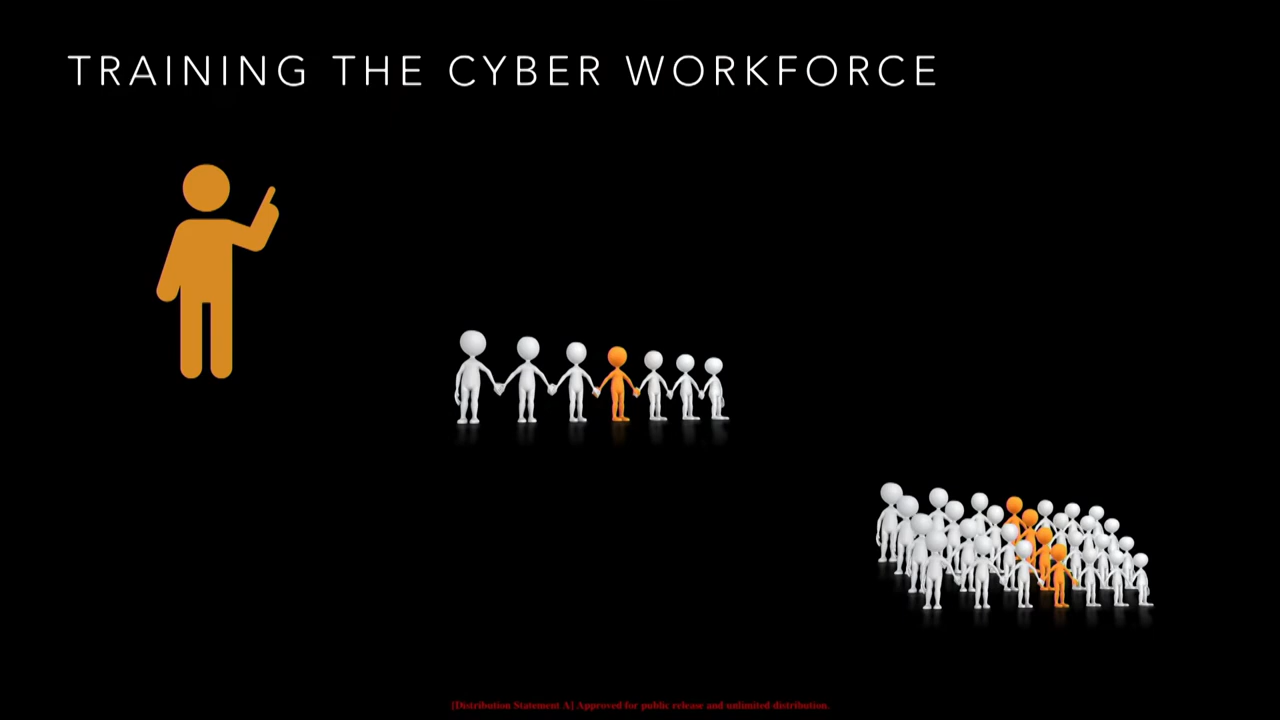 TRAINING THE CYBER WORKFORCE
[Distribution Statement A] Approved for public release and unlimited distribution.